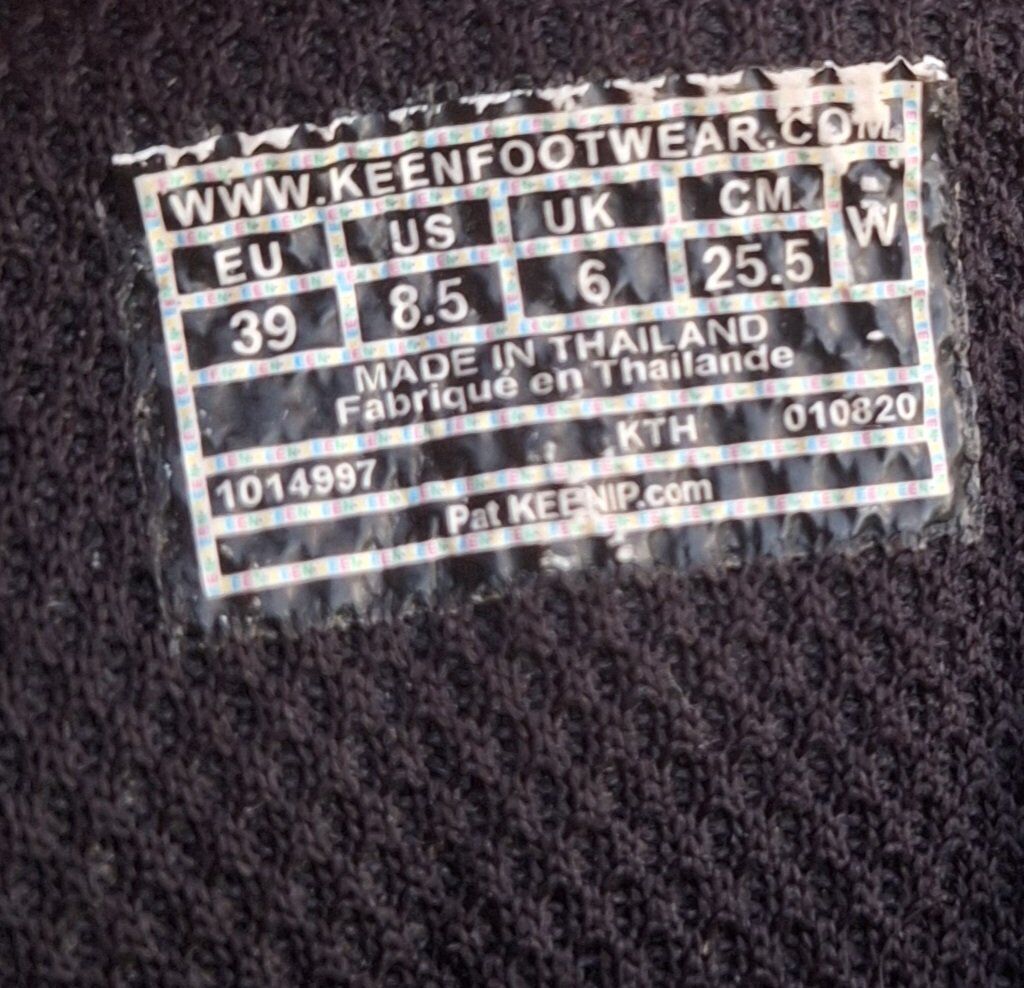 WWW.KEENFOOTWEAR.COM
EU US UK CM W
39 8.5 6 25.5
MADE IN THAILAND
Fabriqué en Thaïlande
1014997 KTH 010820
Pat KEENIP.com